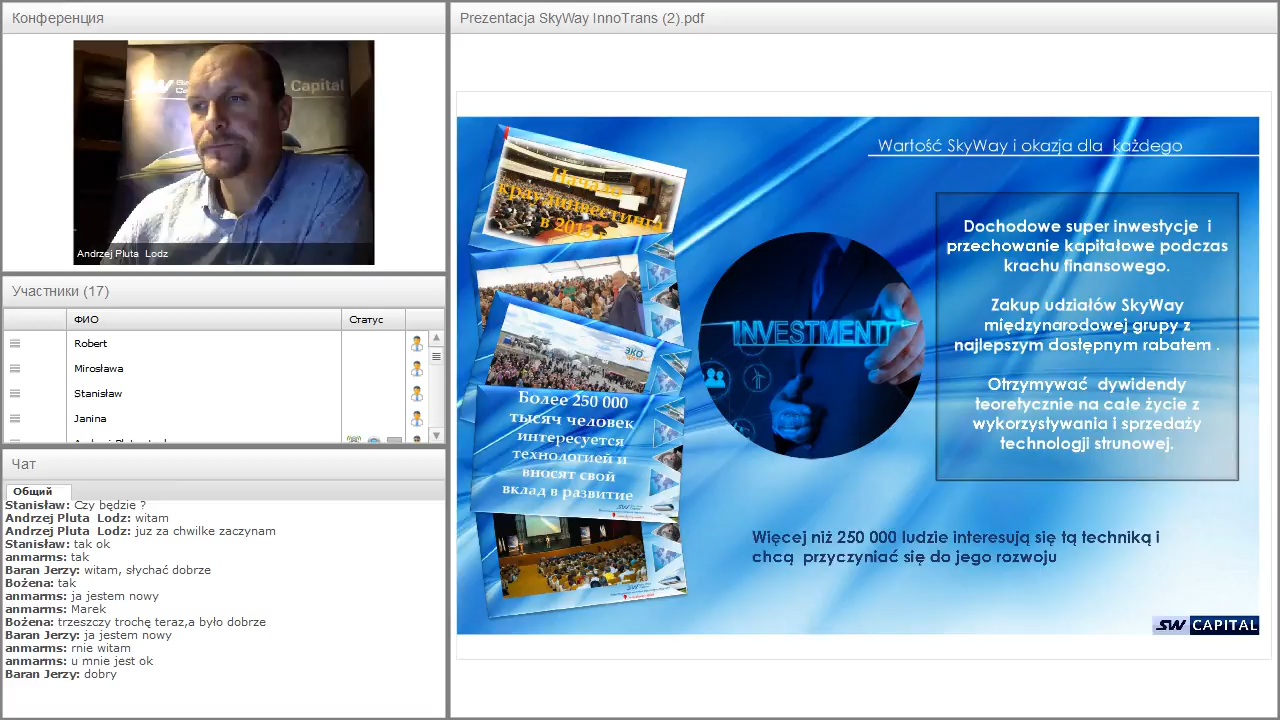 Конференция
SW
Capital
Andrzej Pluta Lodz
Участники (17)
ФИО
Статус
Robert
Mirosława
Stanisław
Janina
Чат
Общий
Stanisław: Czy będzie ?
Andrzej Pluta Lodz: witam
Andrzej Pluta Lodz: juz za chwilke zaczynam
Stanisław: tak ok
anmarms: tak
Baran Jerzy: witam, słychać dobrze
Bożena: tak
anmarms: ja jestem nowy
anmarms: Marek
Bożena: trzeszczy trochę teraz,a było dobrze
Baran Jerzy: ja jestem nowy
anmarms: rnie witam
anmarms: u mnie jest ok
Baran Jerzy: dobry
Prezentacja SkyWay InnoTrans (2).pdf
Wartość SkyWay i okazja dla każdego
Начала
краудинвестинга
в 2013 г
ЭКО
Более 250 000
тысяч человек
интересуется
технологией и
вносят свой
вклад в развитие
INVESTMENT
Dochodowe super inwestycje i
przechowanie kapitałowe podczas
krachu finansowego.
Zakup udziałów SkyWay
międzynarodowej grupy z
najlepszym dostępnym rabatem .
Otrzymywać dywidendy
teoretycznie na całe życie z
wykorzystywania i sprzedaży
technologji strunowej.
Więcej niż 250 000 ludzie interesują się tą techniką i
chcą przyczyniać się do jego rozwoju
SW CAPITAL